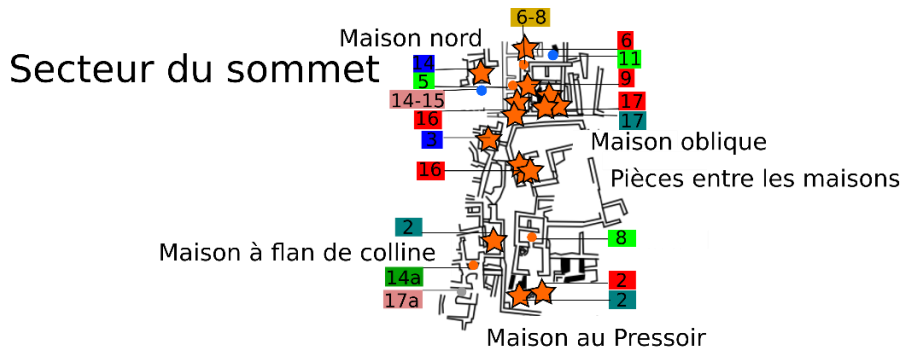 6-8
Maison nord
6
Secteur du sommet
14
11
5
9
14-15
17
16
17
3
Maison oblique
16
Pièces entre les maisons
2
8
Maison à flan de colline
14a
2
17a
2
Maison au Pressoir